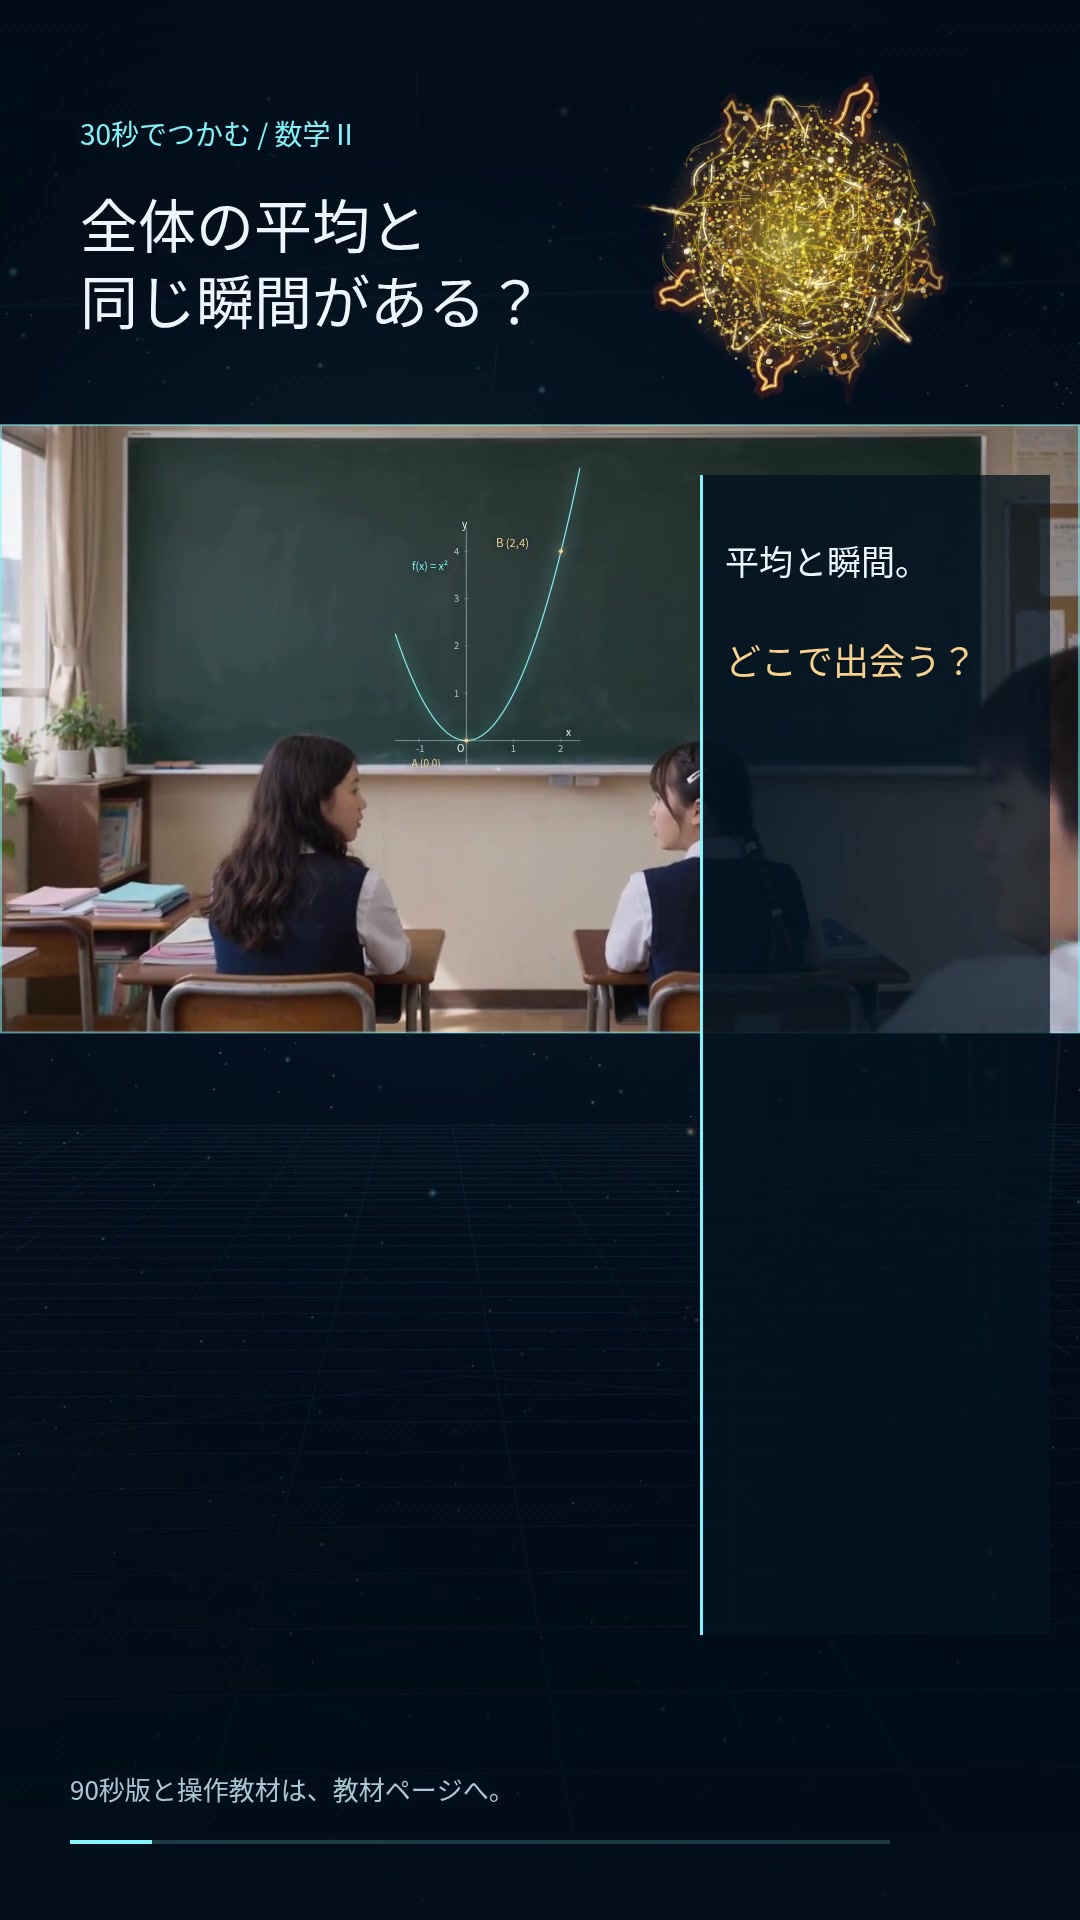 30秒でつかむ / 数学Ⅱ
全体の平均と
同じ瞬間がある？
y
B (2,4)
4
f(x) = x²
3
2
1
x
-1
O
1
2
A (0,0)
平均と瞬間。
どこで出会う？
90秒版と操作教材は、教材ページへ。